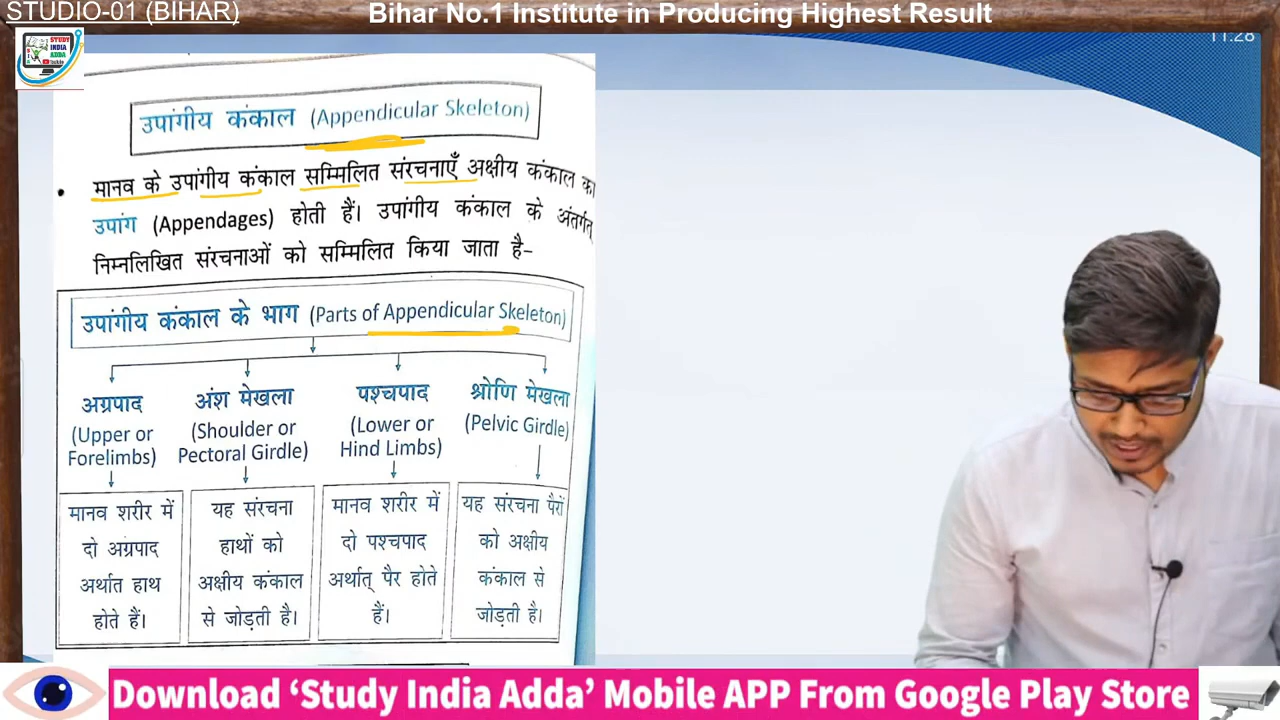 STUDIO-01 (BIHAR)
Bihar No.1 Institute in Producing Highest Result
11:28
STUDY
INDIA
ADDA
उपांगीय कंकाल (Appendicular Skeleton)
• मानव के उपांगीय कंकाल सम्मिलित संरचनाएँ अक्षीय कंकाल का
उपांग (Appendages) होती हैं। उपांगीय कंकाल के अंतर्गत्
निम्नलिखित संरचनाओं को सम्मिलित किया जाता है–
उपांगीय कंकाल के भाग (Parts of Appendicular Skeleton)
अग्रपाद
(Upper or
Forelimbs)
मानव शरीर में
दो अग्रपाद
अर्थात हाथ
होते हैं।
अंश मेखला
(Shoulder or
Pectoral Girdle)
यह संरचना
हाथों को
अक्षीय कंकाल
से जोड़ती है।
पश्चपाद
(Lower or
Hind Limbs)
मानव शरीर में
दो पश्चपाद
अर्थात् पैर होते
हैं।
श्रोणि मेखला
(Pelvic Girdle)
यह संरचना पैरों
को अक्षीय
कंकाल से
जोड़ती है।
Download ‘Study India Adda’ Mobile APP From Google Play Store